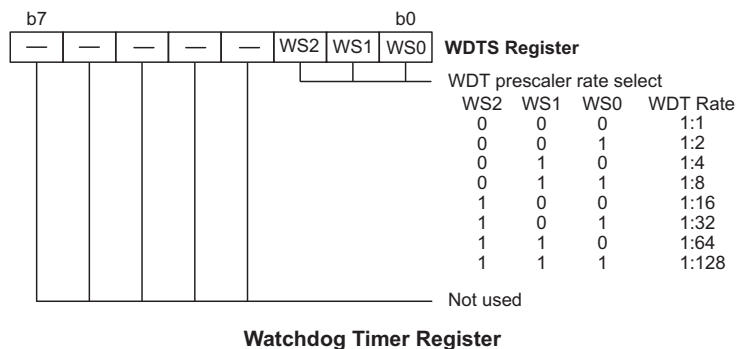 b7 b0
— — — — — WS2 WS1 WS0 WDTS Register
WDT prescaler rate select
WS2 WS1 WS0 WDT Rate
0 0 0 1:1
0 0 1 1:2
0 1 0 1:4
0 1 1 1:8
1 0 0 1:16
1 0 1 1:32
1 1 0 1:64
1 1 1 1:128
Not used
Watchdog Timer Register